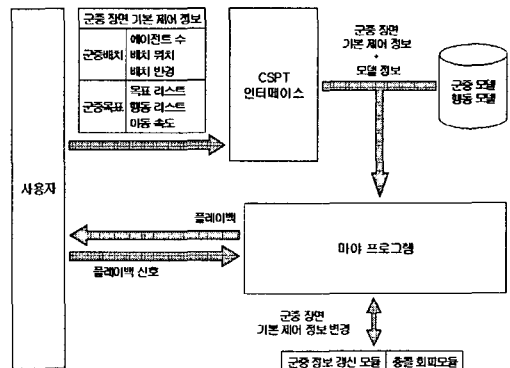 군중 장면 기본 제어 정보
군중배치
에이전트 수
배치 위치
배치 반경
군중목표
목표 리스트
행동 리스트
이동 속도
CSPT
인터페이스
군중 장면
기본 제어 정보
+
모델 정보
군중 모델
행동 모델
사용자
플레이백
플레이백 신호
마야 프로그램
군중 장면
기본 제어 정보 변경
군중 정보 갱신 모듈
충돌 회피모듈